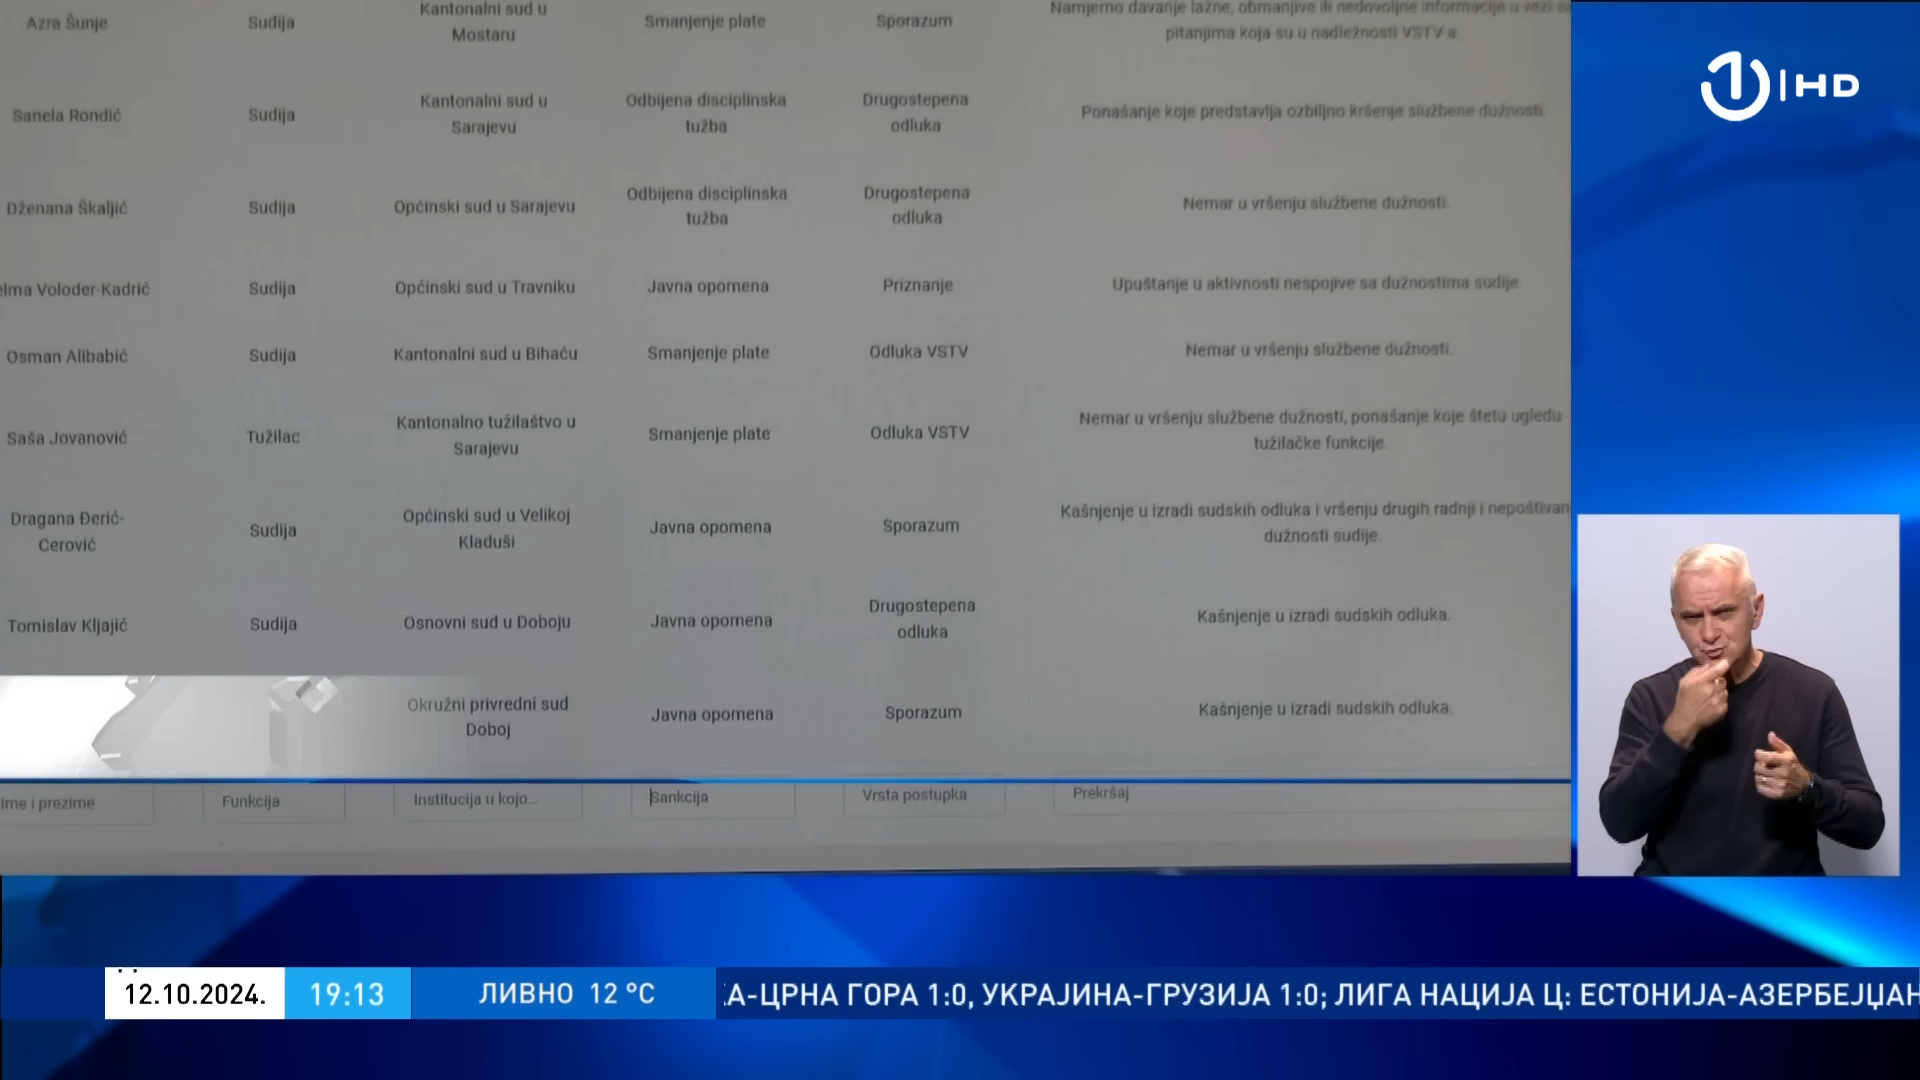 Azra Šunje
Sudija
Kantonalni sud u
Mostaru
Smanjenje plate
Sporazum
Namjerno davanje lažne, obmanjive ili nedovoljne informacije u vezi
pitanjima koja su u nadležnosti VSTV-a
Sanela Rondić
Sudija
Kantonalni sud u
Sarajevu
Odbijena disciplinska
tužba
Drugostepena
odluka
Ponašanje koje predstavlja ozbiljno kršenje službene dužnosti.
Dženana Škaljić
Sudija
Općinski sud u Sarajevu
Odbijena disciplinska
tužba
Drugostepena
odluka
Nemar u vršenju službene dužnosti.
elma Voloder-Kadrić
Sudija
Općinski sud u Travniku
Javna opomena
Priznanje
Upuštanje u aktivnosti nespojive sa dužnostima sudije
Osman Alibabić
Sudija
Kantonalni sud u Bihaću
Smanjenje plate
Odluka VSTV
Nemar u vršenju službene dužnosti.
Saša Jovanović
Tužilac
Kantonalno tužilaštvo u
Sarajevu
Smanjenje plate
Odluka VSTV
Nemar u vršenju službene dužnosti, ponašanje koje štetu ugledu
tužilačke funkcije.
Dragana Đerić-
Cerović
Sudija
Općinski sud u Velikoj
Kladuši
Javna opomena
Sporazum
Kašnjenje u izradi sudskih odluka i vršenju drugih radnji i nepoštivan
dužnosti sudije.
Tomislav Kljajić
Sudija
Osnovni sud u Doboju
Javna opomena
Drugostepena
odluka
Kašnjenje u izradi sudskih odluka.
Okružni privredni sud
Doboj
Javna opomena
Sporazum
Kašnjenje u izradi sudskih odluka.
Ime i prezime
Funkcija
Institucija u kojo...
Sankcija
Vrsta postupka
Prekršaj
1 HD
12.10.2024.
19:13
ЛИВНО 12 °C
КА-ЦРНА ГОРА 1:0, УКРАЈИНА-ГРУЗИЈА 1:0; ЛИГА НАЦИЈА Ц: ЕСТОНИЈА-АЗЕРБЕЈЏАН